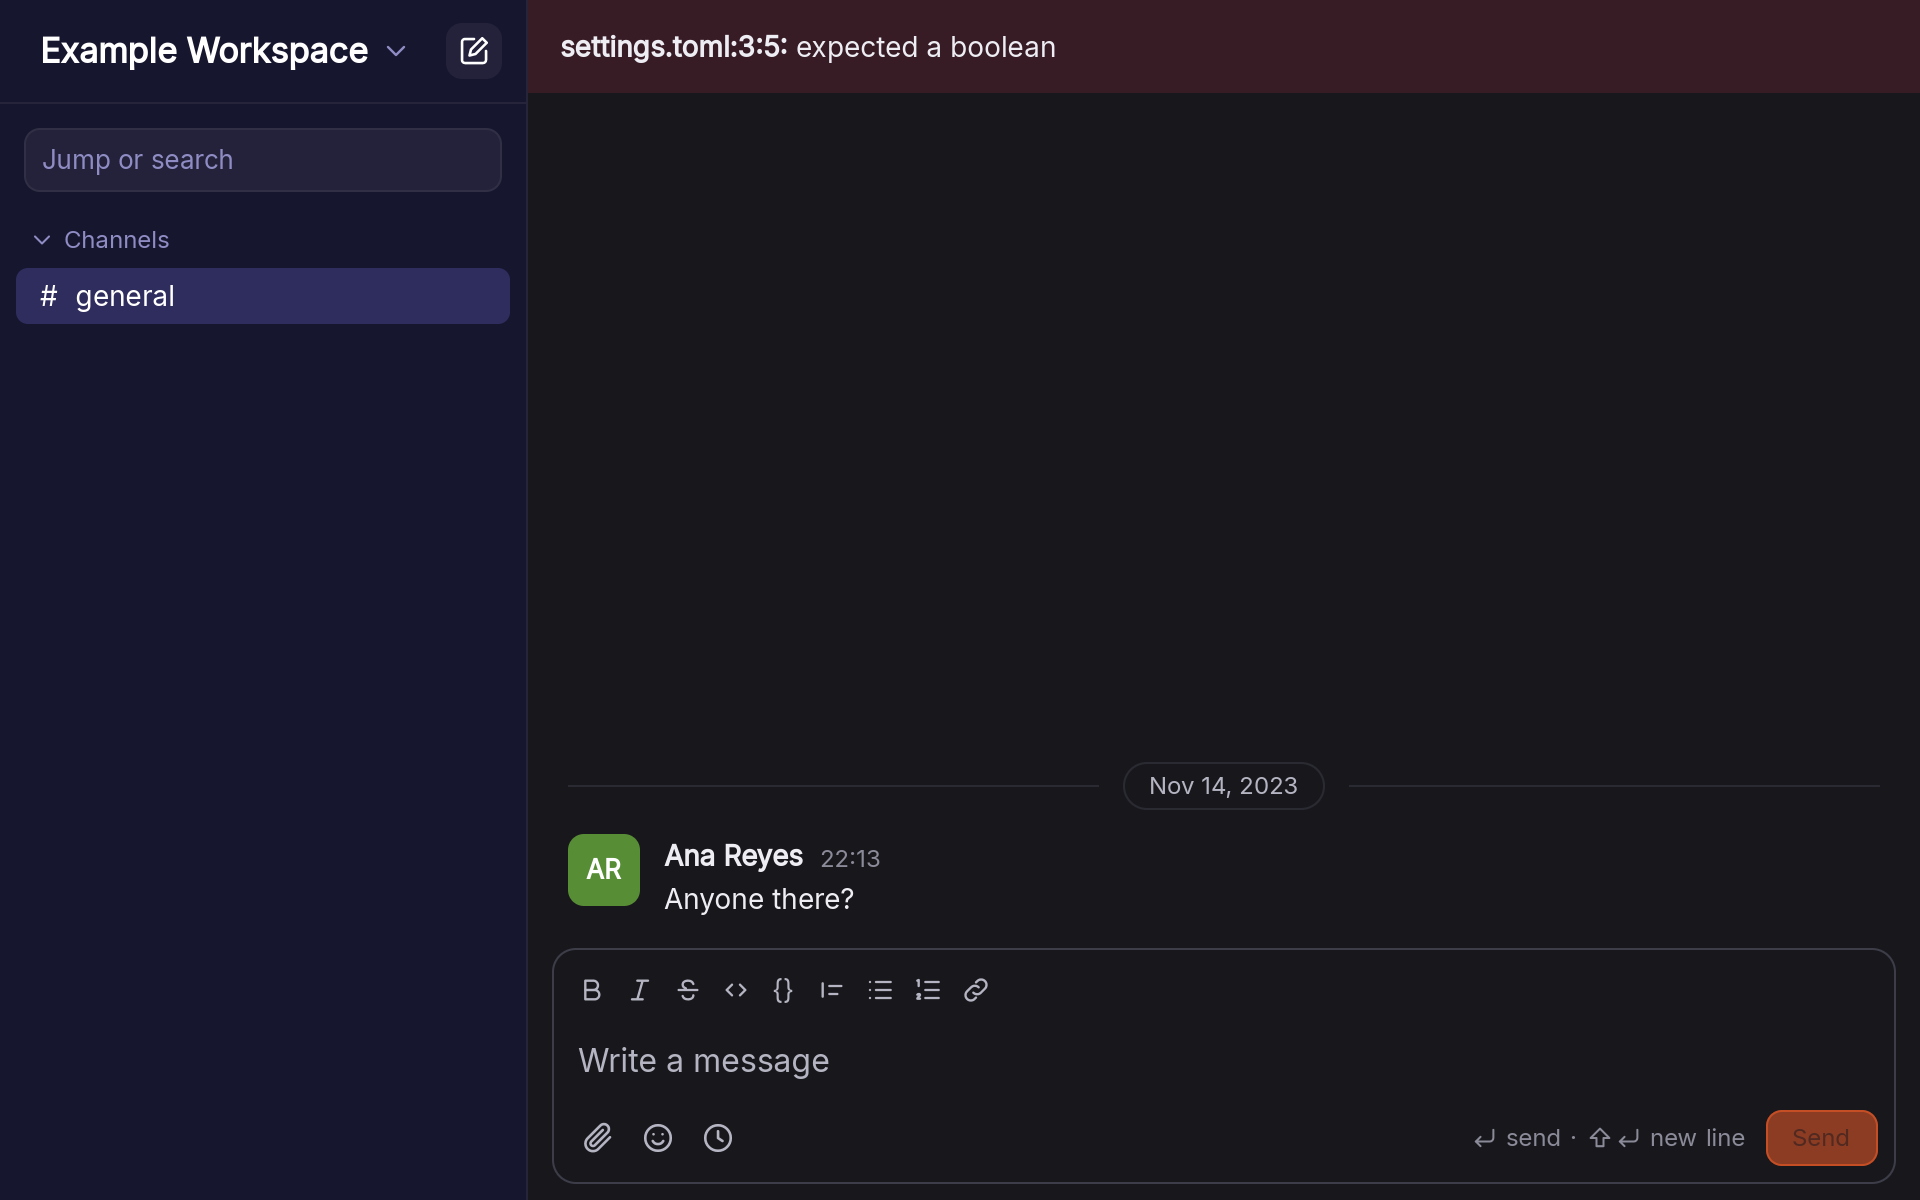 Example Workspace
Jump or search
Channels
# general
settings.toml:3:5: expected a boolean
Nov 14, 2023
AR
Ana Reyes 22:13
Anyone there?
Write a message
send · new line
Send